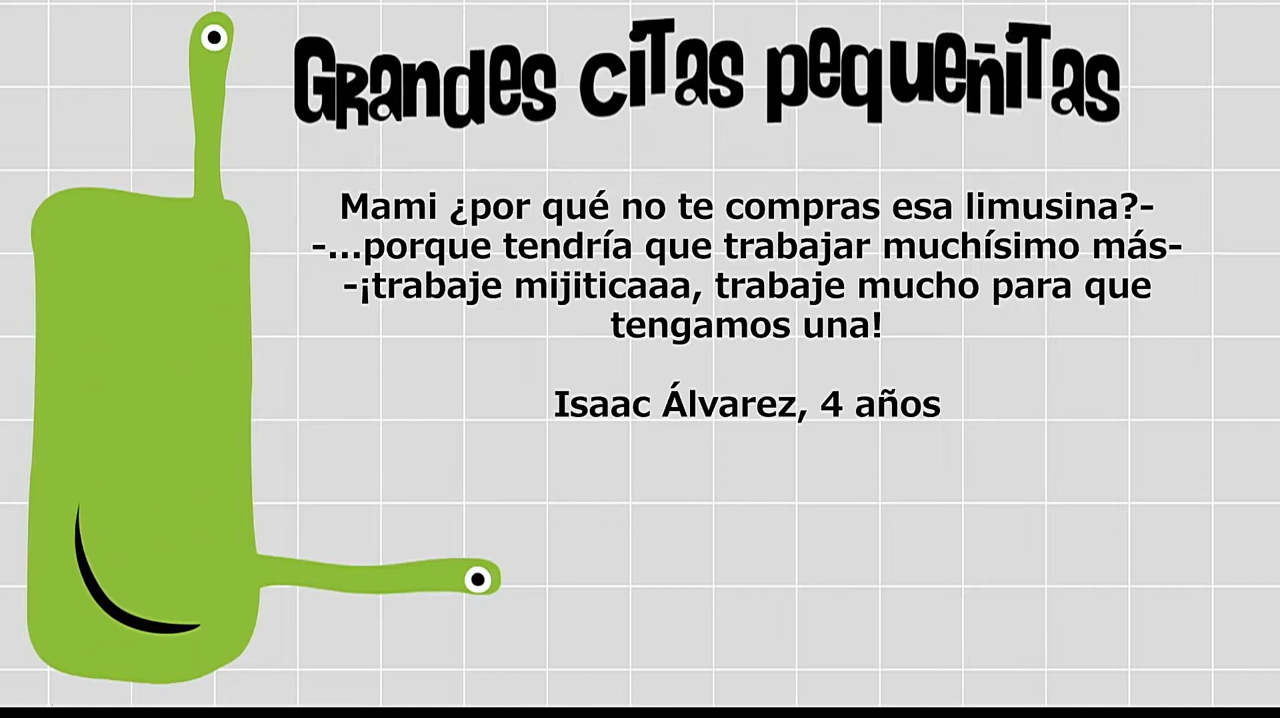 Grandes citas pequeñitas
Mami ¿por qué no te compras esa limusina?-
-...porque tendría que trabajar muchísimo más-
-¡trabaje mijiticaaa, trabaje mucho para que
tengamos una!
Isaac Álvarez, 4 años